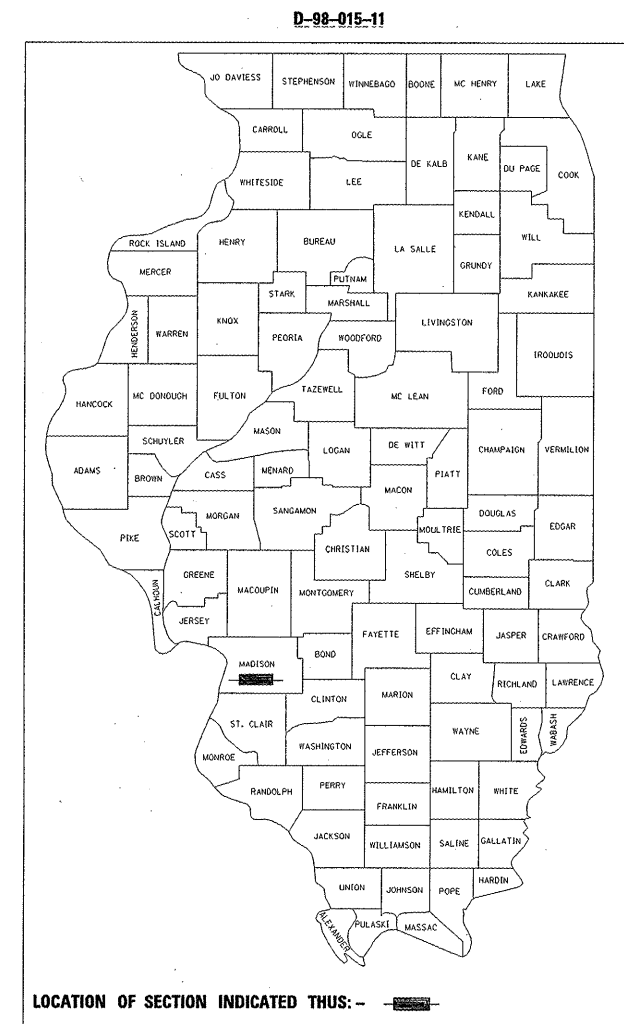 D-98-015-11
JO DAVIESS STEPHENSON WINNEBAGO BOONE MC HENRY LAKE
CARROLL OGLE
DE KALB KANE DU PAGE COOK
WHITESIDE LEE
KENDALL
ROCK ISLAND HENRY BUREAU LA SALLE WILL
MERCER PUTNAM GRUNDY
STARK MARSHALL KANKAKEE
HENDERSON WARREN KNOX PEORIA WOODFORD LIVINGSTON
IROQUOIS
HANCOCK MC DONOUGH FULTON TAZEWELL MC LEAN FORD
MASON
SCHUYLER LOGAN DE WITT CHAMPAIGN VERMILION
ADAMS BROWN CASS MENARD PIATT
MACON
MORGAN SANGAMON DOUGLAS
PIKE SCOTT MOULTRIE EDGAR
CHRISTIAN COLES
GREENE SHELBY CLARK
CALHOUN MACOUPIN MONTGOMERY CUMBERLAND
JERSEY FAYETTE EFFINGHAM JASPER CRAWFORD
MADISON BOND
CLAY RICHLAND LAWRENCE
CLINTON MARION
ST. CLAIR WAYNE EDWARDS WABASH
WASHINGTON JEFFERSON
MONROE
RANDOLPH PERRY HAMILTON WHITE
FRANKLIN
JACKSON WILLIAMSON SALINE GALLATIN
UNION JOHNSON POPE HARDIN
ALEXANDER PULASKI MASSAC
LOCATION OF SECTION INDICATED THUS: -